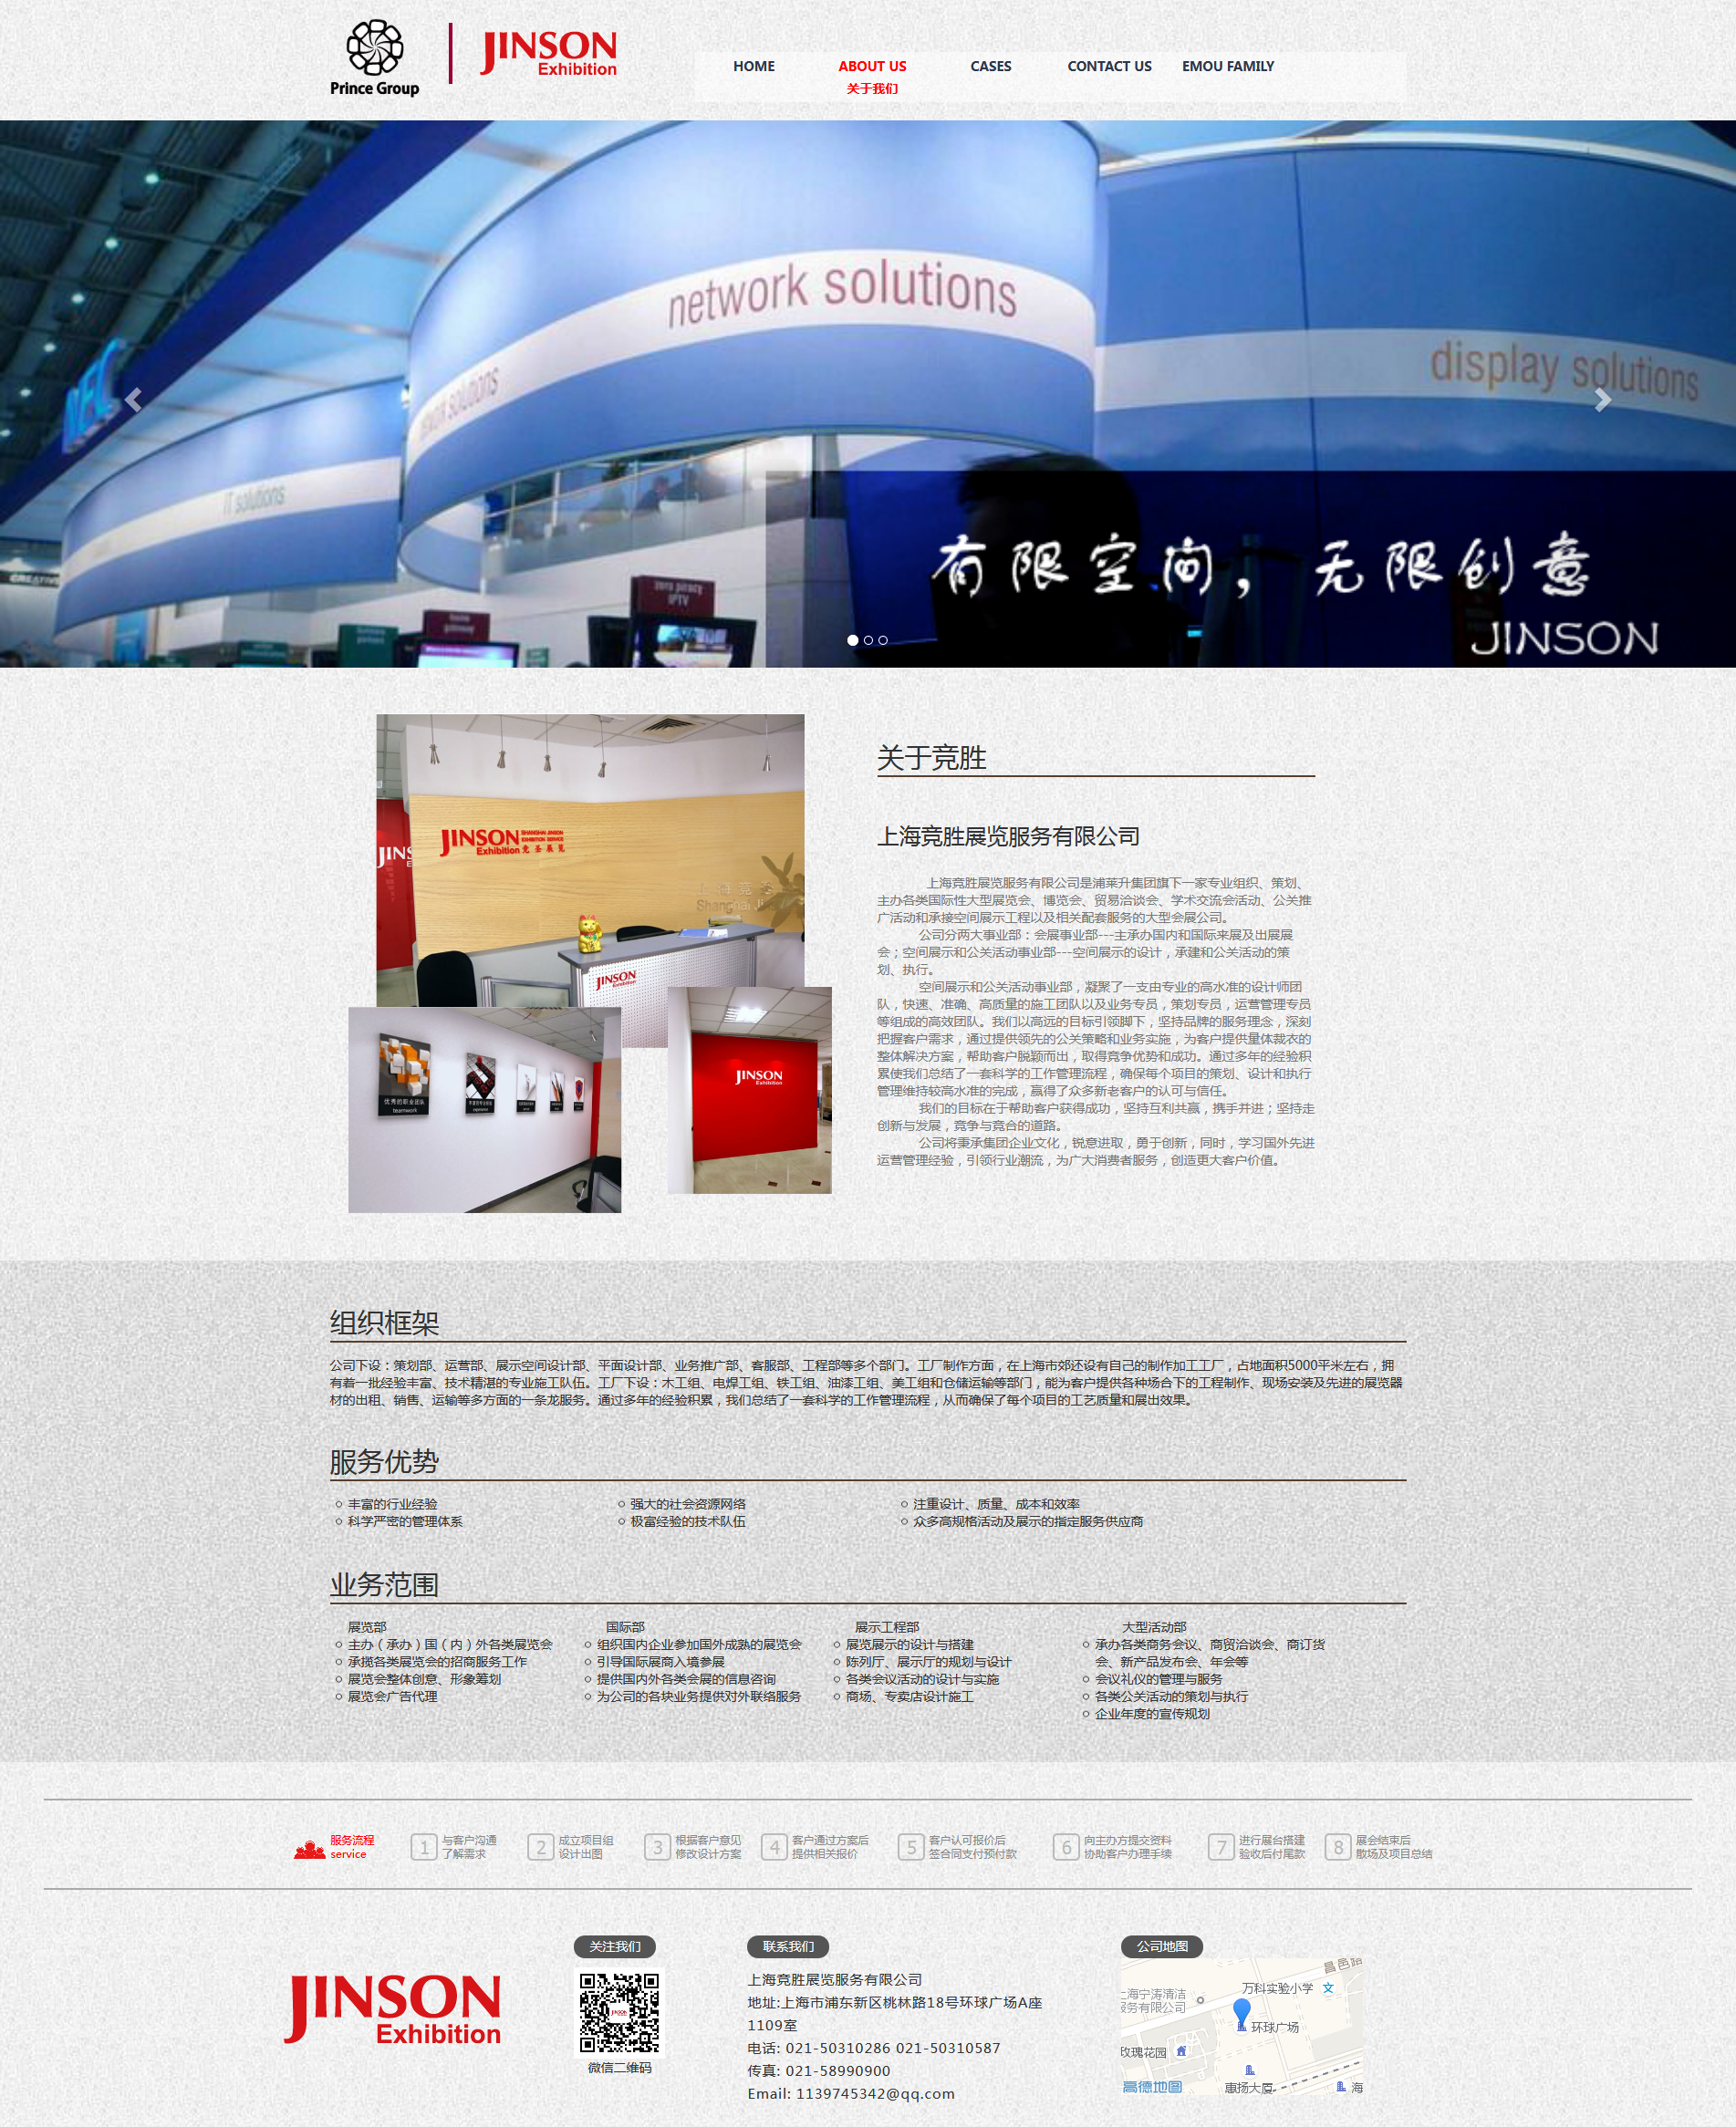 Prince Group
JINSON
Exhibition
HOME
ABOUT US
CASES
CONTACT US
EMOU FAMILY
关于我们
network solutions
display solutions
IT solutions
有限空间，无限创意
JINSON
关于竞胜
JINSON
SHANGHAI JINSON
EXHIBITION SERVICE
Exhibition
JINSON
Exhibition
优秀的职业团队
teamwork
JINSON
Exhibition
上海竞胜展览服务有限公司
上海竞胜展览服务有限公司是浦莱升集团旗下一家专业组织、策划、
主办各类国际性大型展览会、博览会、贸易洽谈会、学术交流会活动、公关推
广活动和承接空间展示工程以及相关配套服务的大型会展公司。
公司分两大事业部：会展事业部---主承办国内和国际来展及出展展
会；空间展示和公关活动事业部---空间展示的设计，承建和公关活动的策
划、执行。
空间展示和公关活动事业部，凝聚了一支由专业的高水准的设计师团
队，快速、准确、高质量的施工团队以及业务专员，策划专员，运营管理专员
等组成的高效团队。我们以高远的目标引领脚下，坚持品牌的服务理念，深刻
把握客户需求，通过提供领先的公关策略和业务实施，为客户提供量体裁衣的
整体解决方案，帮助客户脱颖而出，取得竞争优势和成功。通过多年的经验积
累使我们总结了一套科学的工作管理流程，确保每个项目的策划、设计和执行
管理维持较高水准的完成，赢得了众多新老客户的认可与信任。
我们的目标在于帮助客户获得成功，坚持互利共赢，携手并进；坚持走
创新与发展，竞争与竞合的道路。
公司将秉承集团企业文化，锐意进取，勇于创新，同时，学习国外先进
运营管理经验，引领行业潮流，为广大消费者服务，创造更大客户价值。
组织框架
公司下设：策划部、运营部、展示空间设计部、平面设计部、业务推广部、客服部、工程部等多个部门。工厂制作方面，在上海市郊还设有自己的制作加工工厂，占地面积5000平米左右，拥
有着一批经验丰富、技术精湛的专业施工队伍。工厂下设：木工组、电焊工组、铁工组、油漆工组、美工组和仓储运输等部门，能为客户提供各种场合下的工程制作、现场安装及先进的展览器
材的出租、销售、运输等多方面的一条龙服务。通过多年的经验积累，我们总结了一套科学的工作管理流程，从而确保了每个项目的工艺质量和展出效果。
服务优势
丰富的行业经验
科学严密的管理体系
强大的社会资源网络
极富经验的技术队伍
注重设计、质量、成本和效率
众多高规格活动及展示的指定服务供应商
业务范围
展览部
主办（承办）国（内）外各类展览会
承揽各类展览会的招商服务工作
展览会整体创意、形象筹划
展览会广告代理
国际部
组织国内企业参加国外成熟的展览会
引导国际展商入境参展
提供国内外各类会展的信息咨询
为公司的各块业务提供对外联络服务
展示工程部
展览展示的设计与搭建
陈列厅、展示厅的规划与设计
各类会议活动的设计与实施
商场、专卖店设计施工
大型活动部
承办各类商务会议、商贸洽谈会、商订货
会、新产品发布会、年会等
会议礼仪的管理与服务
各类公关活动的策划与执行
企业年度的宣传规划
服务流程
service
1 与客户沟通
了解需求
2 成立项目组
设计出图
3 根据客户意见
修改设计方案
4 客户通过方案后
提供相关报价
5 客户认可报价后
签合同支付预付款
6 向主办方提交资料
协助客户办理手续
7 进行展台搭建
验收后付尾款
8 展会结束后
散场及项目总结
JINSON
Exhibition
关注我们
微信二维码
联系我们
上海竞胜展览服务有限公司
地址:上海市浦东新区桃林路18号环球广场A座
1109室
电话: 021-50310286 021-50310587
传真: 021-58990900
Email: 1139745342@qq.com
公司地图
昌邑路
万科实验小学
文
上海宁涛清洁
服务有限公司
环球广场
玫瑰花园
高德地图
惠扬大厦
海